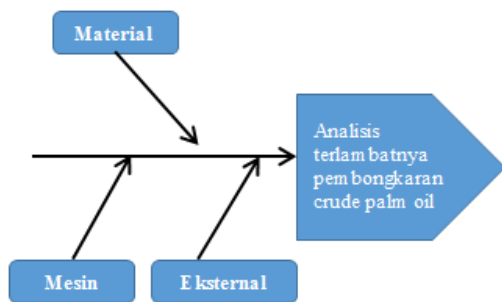 Material
Analisis
terlambatnya
pembongkaran
crude palm oil
Mesin
Eksternal